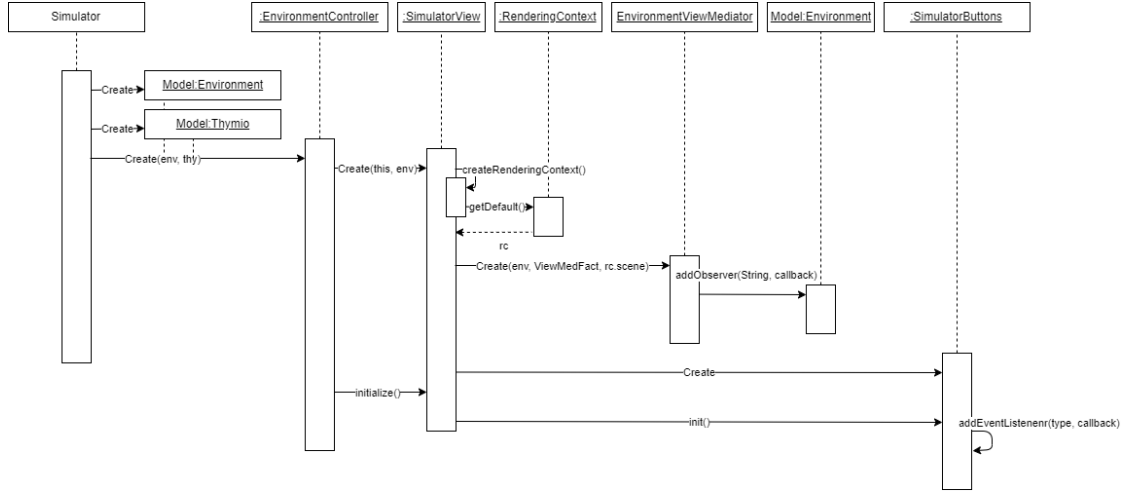 Simulator
:EnvironmentController
:SimulatorView
:RenderingContext
EnvironmentViewMediator
Model:Environment
:SimulatorButtons
Create
Model:Environment
Create
Model:Thymio
Create(env, thy)
Create(this, env)
createRenderingContext()
getDefault()
rc
Create(env, ViewMedFact, rc.scene)
addObserver(String, callback)
Create
initialize()
init()
addEventListenenr(type, callback)